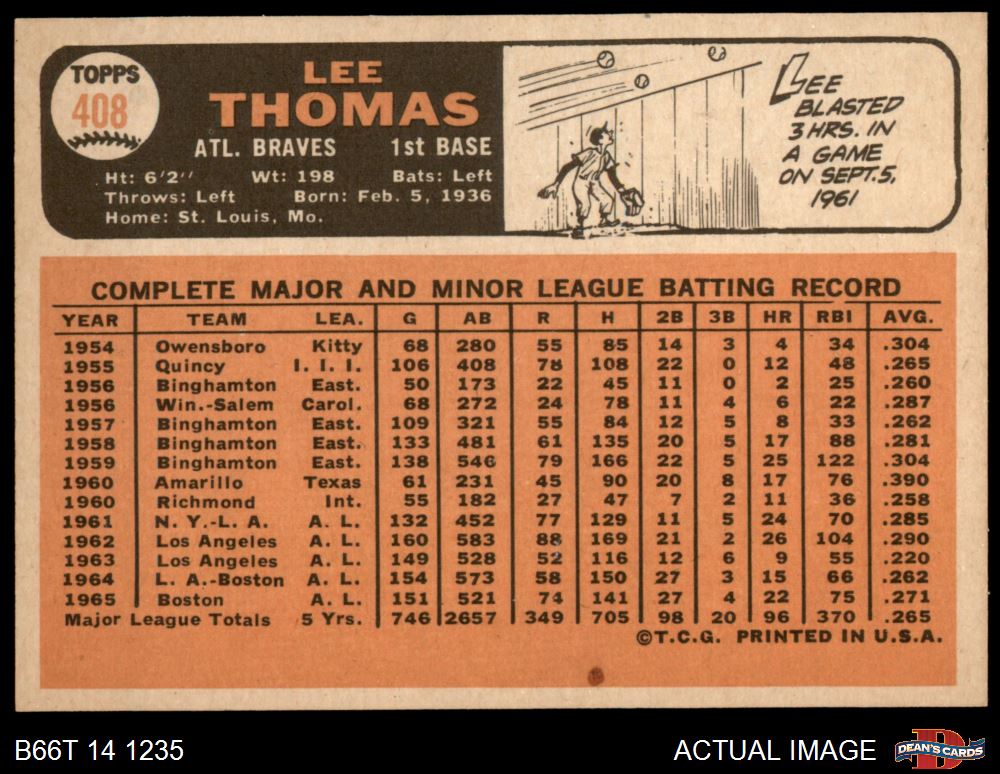 TOPPS
408
LEE
THOMAS
ATL. BRAVES 1st BASE
Ht: 6'2'' Wt: 198 Bats: Left
Throws: Left Born: Feb. 5, 1936
Home: St. Louis, Mo.
LEE
BLASTED
3 HRS. IN
A GAME
ON SEPT. 5,
1961
COMPLETE MAJOR AND MINOR LEAGUE BATTING RECORD
YEAR TEAM LEA. G AB R H 2B 3B HR RBI AVG.
1954 Owensboro Kitty 68 280 55 85 14 3 4 34 .304
1955 Quincy I. I. I. 106 408 78 108 22 0 12 48 .265
1956 Binghamton East. 50 173 22 45 11 0 2 25 .260
1956 Win.-Salem Carol. 68 272 24 78 11 4 6 22 .287
1957 Binghamton East. 109 321 55 84 12 5 8 33 .262
1958 Binghamton East. 133 481 61 135 20 5 17 88 .281
1959 Binghamton East. 138 546 79 166 22 5 25 122 .304
1960 Amarillo Texas 61 231 45 90 20 8 17 76 .390
1960 Richmond Int. 55 182 27 47 7 2 11 36 .258
1961 N. Y.-L. A. A. L. 132 452 77 129 11 5 24 70 .285
1962 Los Angeles A. L. 160 583 88 169 21 2 26 104 .290
1963 Los Angeles A. L. 149 528 52 116 12 6 9 55 .220
1964 L. A.-Boston A. L. 154 573 58 150 27 3 15 66 .262
1965 Boston A. L. 151 521 74 141 27 4 22 75 .271
Major League Totals 5 Yrs. 746 2657 349 705 98 20 96 370 .265
©T.C.G. PRINTED IN U.S.A.
B66T 14 1235 ACTUAL IMAGE D DEAN'S CARDS